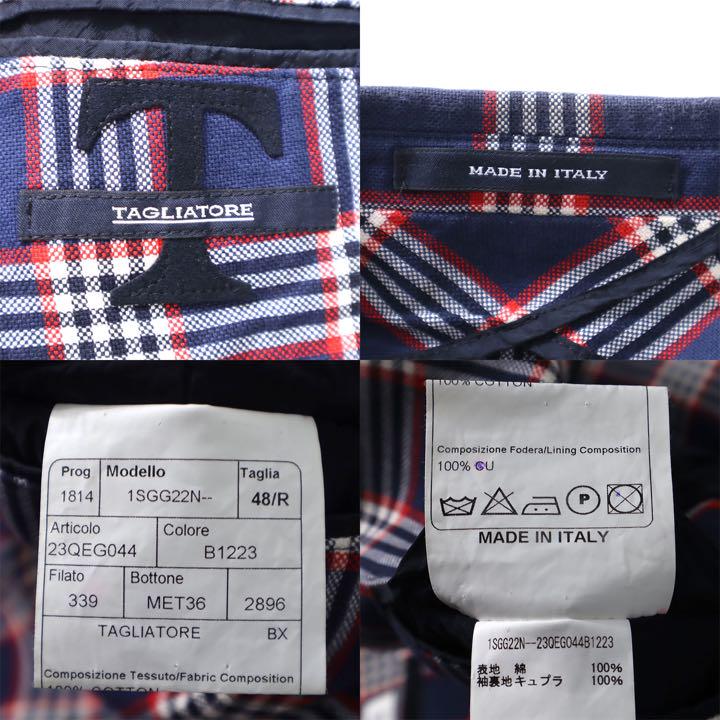 T
TAGLIATORE
MADE IN ITALY
Prog Modello Taglia
1814 1SGG22N-- 48/R
Articolo Colore
23QEG044 B1223
Filato Bottone
339 MET36 2896
TAGLIATORE BX
Composizione Tessuto/Fabric Composition
100% COTTON
100% COTTON
Composizione Fodera/Lining Composition
100% CU
P
MADE IN ITALY
1SGG22N--23QEG044B1223
表地 綿 100%
袖裏地キュプラ 100%